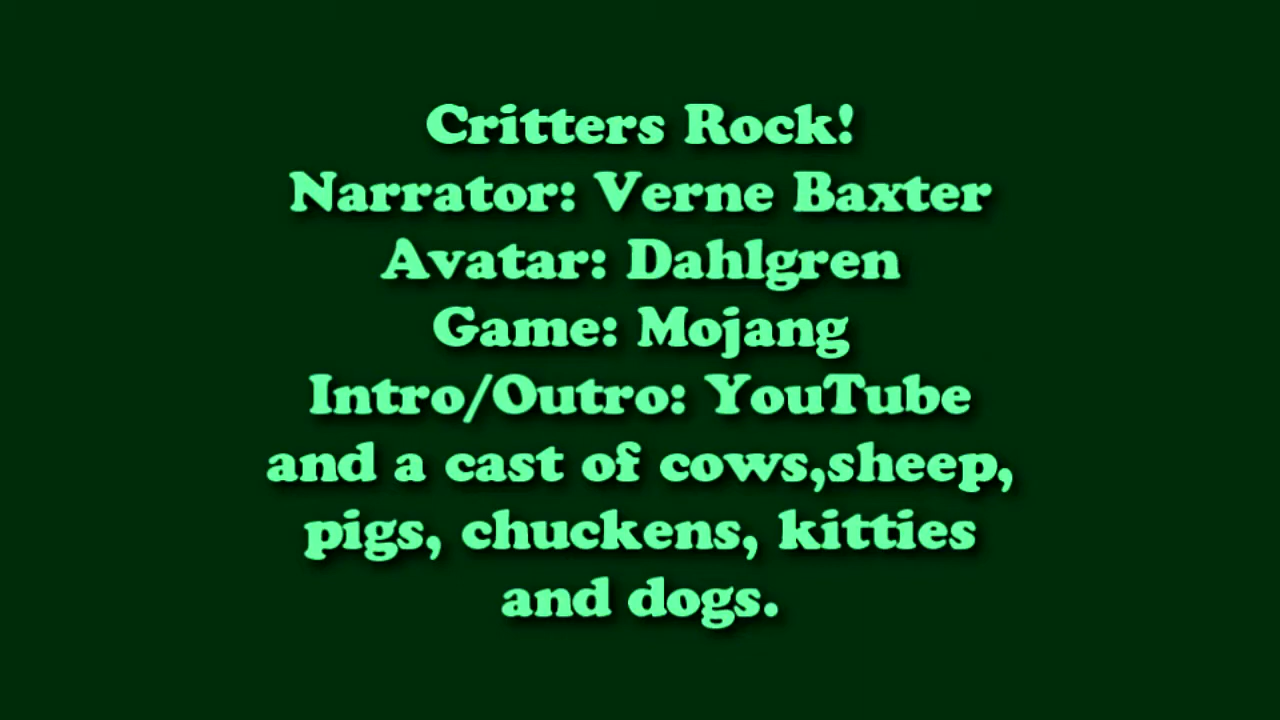 Critters Rock!
Narrator: Verne Baxter
Avatar: Dahlgren
Game: Mojang
Intro/Outro: YouTube
and a cast of cows,sheep,
pigs, chuckens, kitties
and dogs.